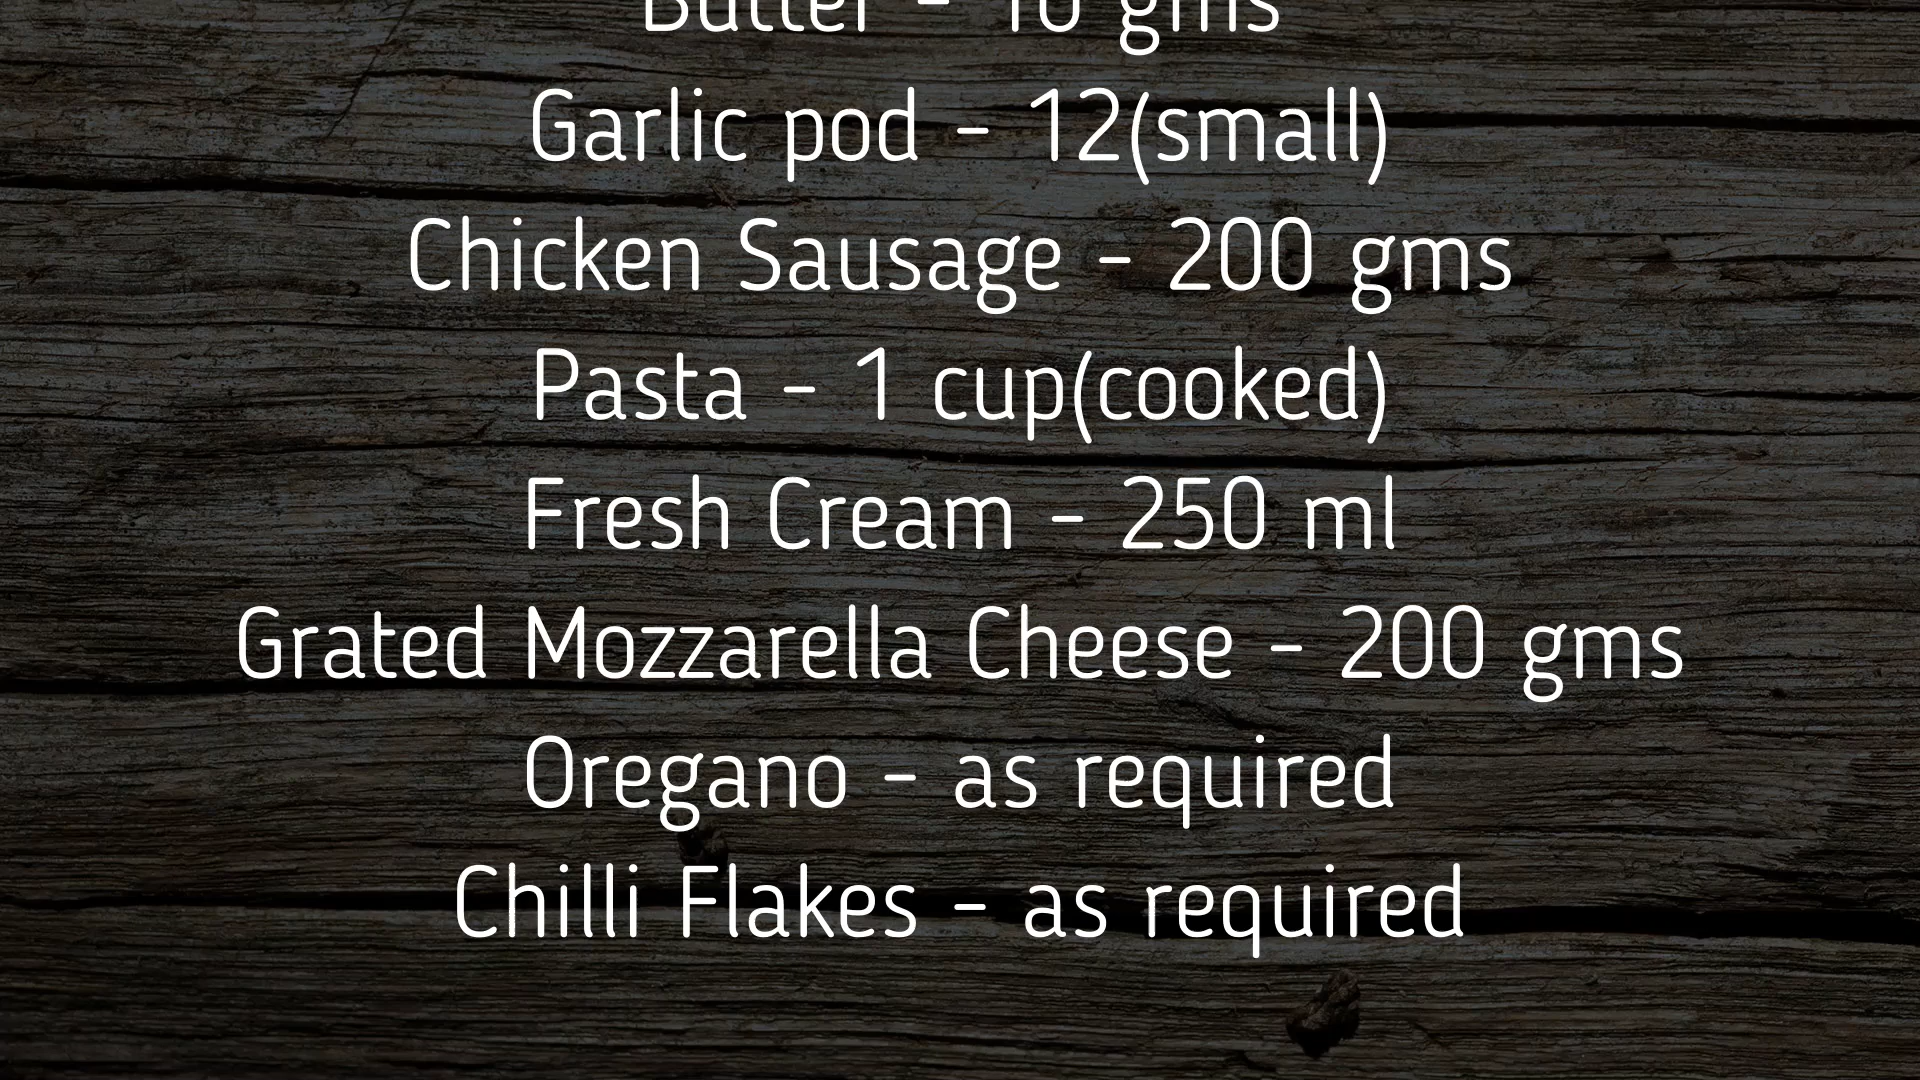 Butter - 10 gms
Garlic pod - 12(small)
Chicken Sausage - 200 gms
Pasta - 1 cup(cooked)
Fresh Cream - 250 ml
Grated Mozzarella Cheese - 200 gms
Oregano - as required
Chilli Flakes - as required